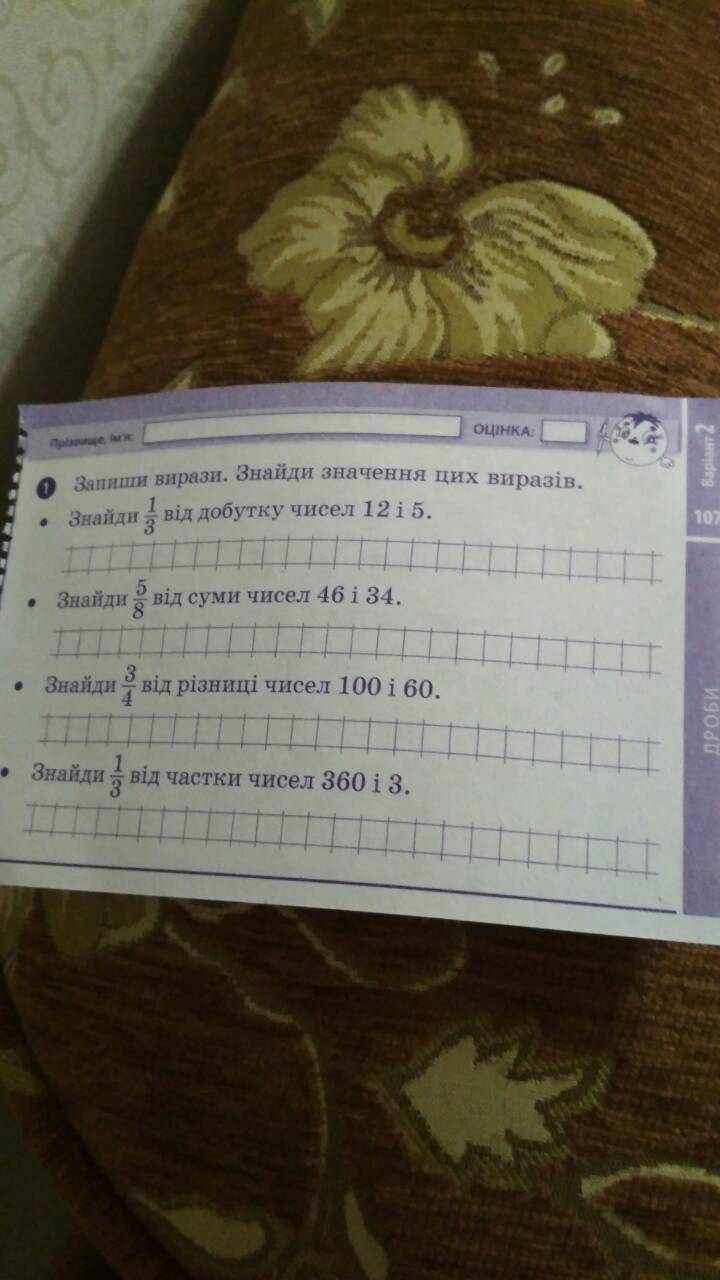 Прізвище, ім'я:
ОЦІНКА:
Варіант 2
107
ДРОБИ
1 Запиши вирази. Знайди значення цих виразів.
• Знайди 1/3 від добутку чисел 12 і 5.
• Знайди 5/8 від суми чисел 46 і 34.
• Знайди 3/4 від різниці чисел 100 і 60.
• Знайди 1/3 від частки чисел 360 і 3.